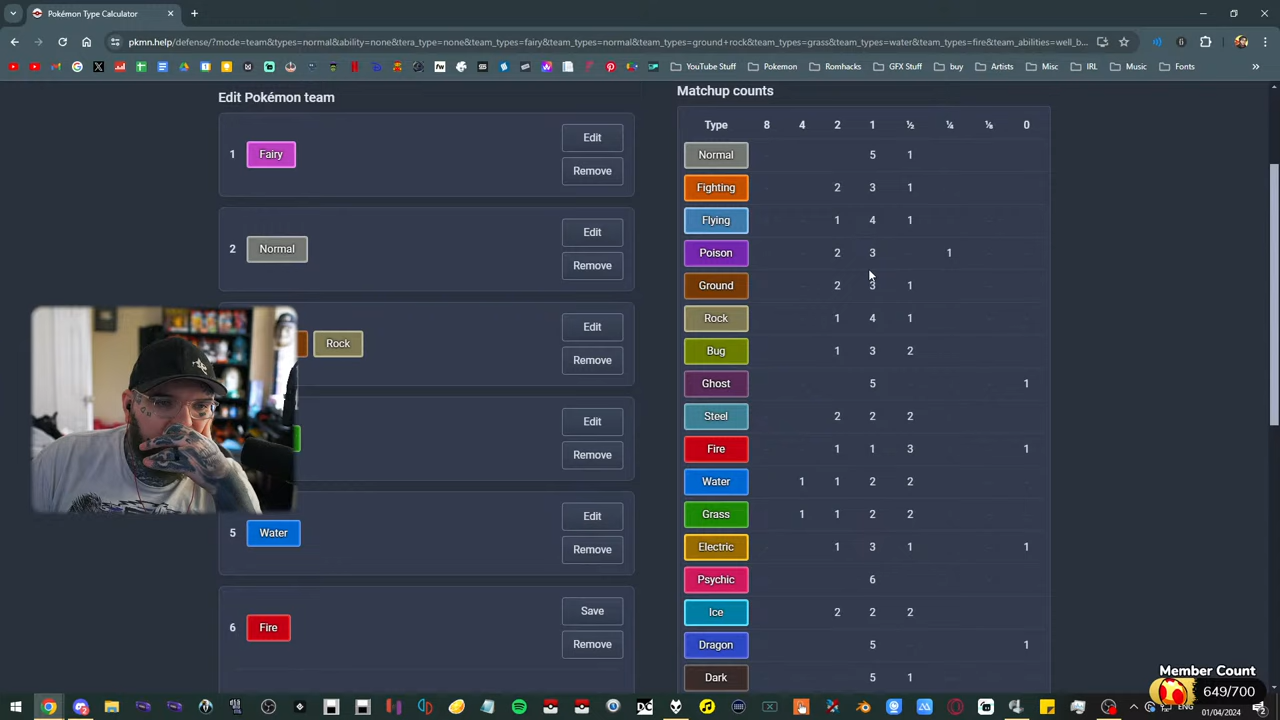 Pokémon Type Calculator
pkmn.help/defense/?mode=team&types=normal&ability=none&tera_type=none&team_types=fairy&team_types=normal&team_types=ground+rock&team_types=grass&team_types=water&team_types=fire&team_abilities=well_b...
YouTube Stuff Pokemon Romhacks GFX Stuff buy Artists Misc IRL Music Fonts
Edit Pokémon team
1 Fairy Edit
Remove
2 Normal Edit
Remove
Rock Edit
Remove
Edit
Remove
5 Water Edit
Remove
6 Fire Save
Remove
Matchup counts
Type 8 4 2 1 ½ ¼ ⅛ 0
Normal 5 1
Fighting 2 3 1
Flying 1 4 1
Poison 2 3 1
Ground 2 3 1
Rock 1 4 1
Bug 1 3 2
Ghost 5 1
Steel 2 2 2
Fire 1 1 3 1
Water 1 1 2 2
Grass 1 1 2 2
Electric 1 3 1 1
Psychic 6
Ice 2 2 2
Dragon 5 1
Dark 5 1
Member Count
649/700
ENG
01/04/2024